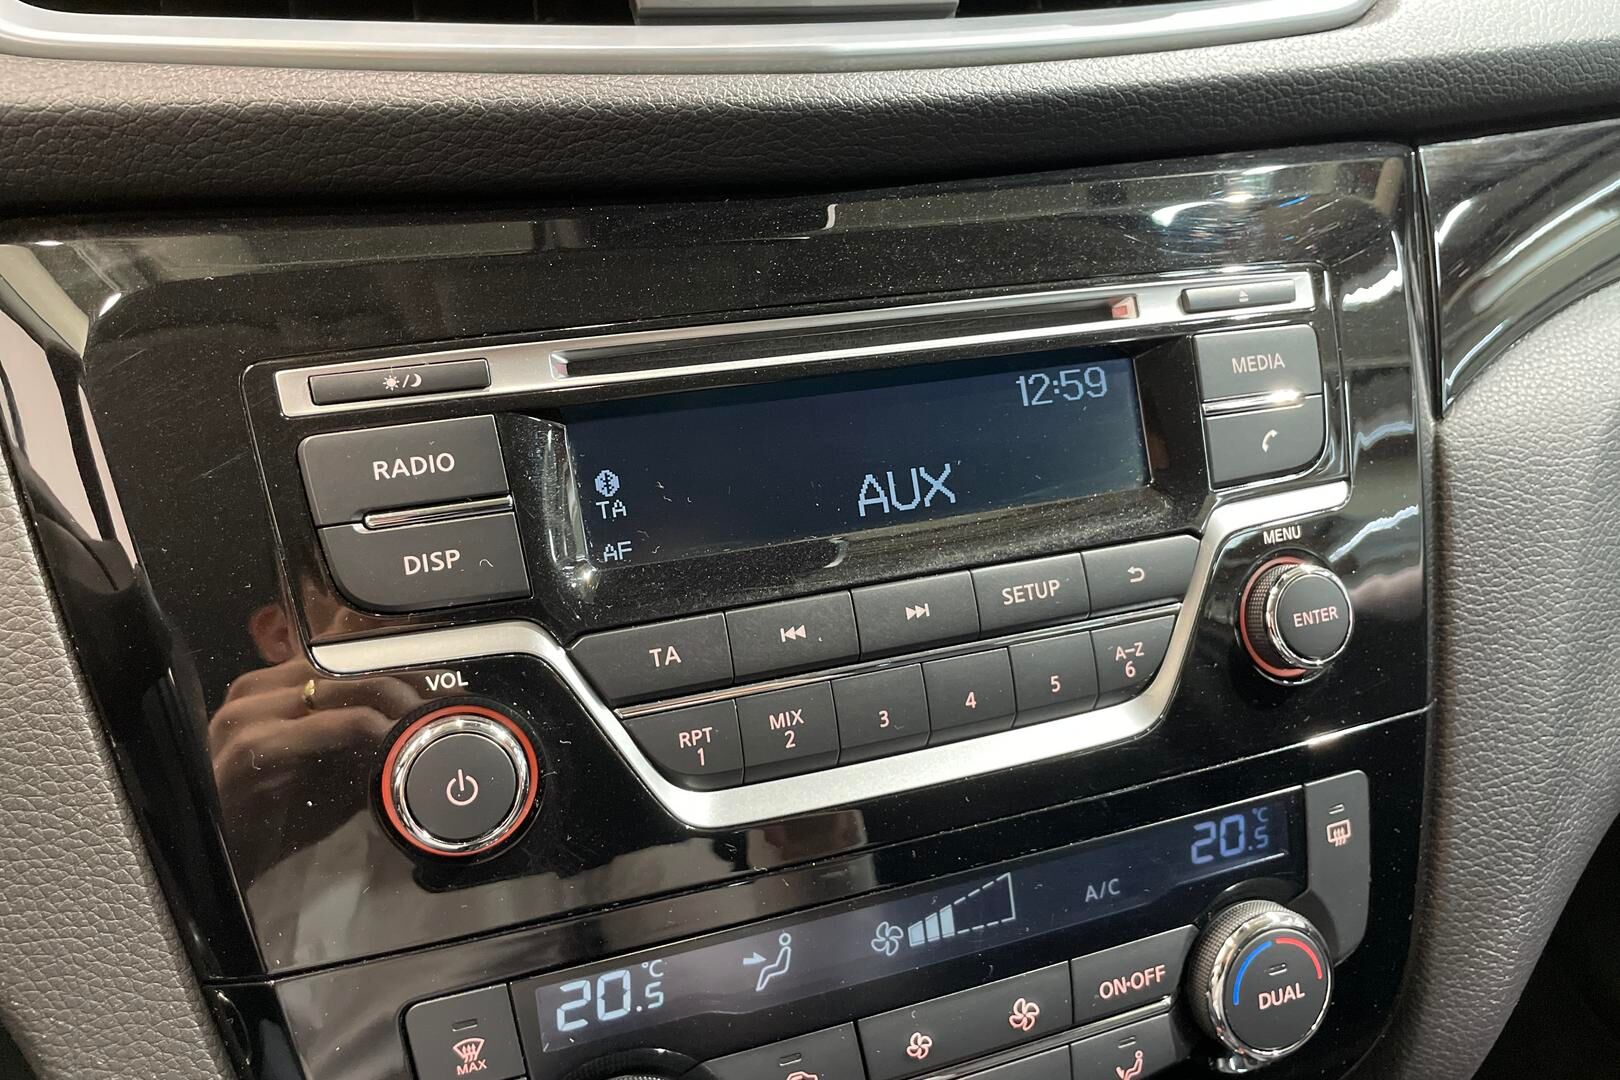 MEDIA
12:59
RADIO
TA
AUX
AF
DISP
MENU
SETUP
ENTER
TA
VOL
RPT
1
MIX
2
3
4
5
A-Z
6
20.5 °C
A/C
20.5 °C
ON·OFF
DUAL
MAX